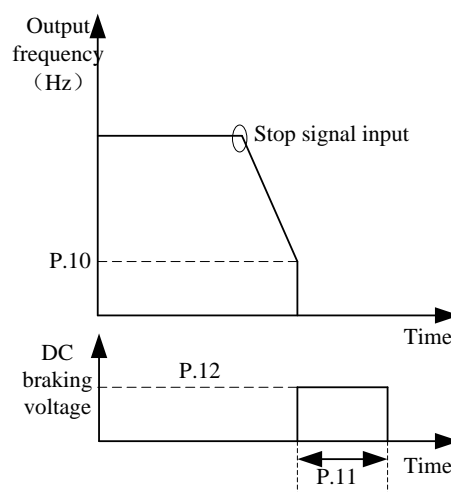 Output
frequency
（Hz）
Stop signal input
P.10
Time
DC
braking
voltage
P.12
Time
P.11